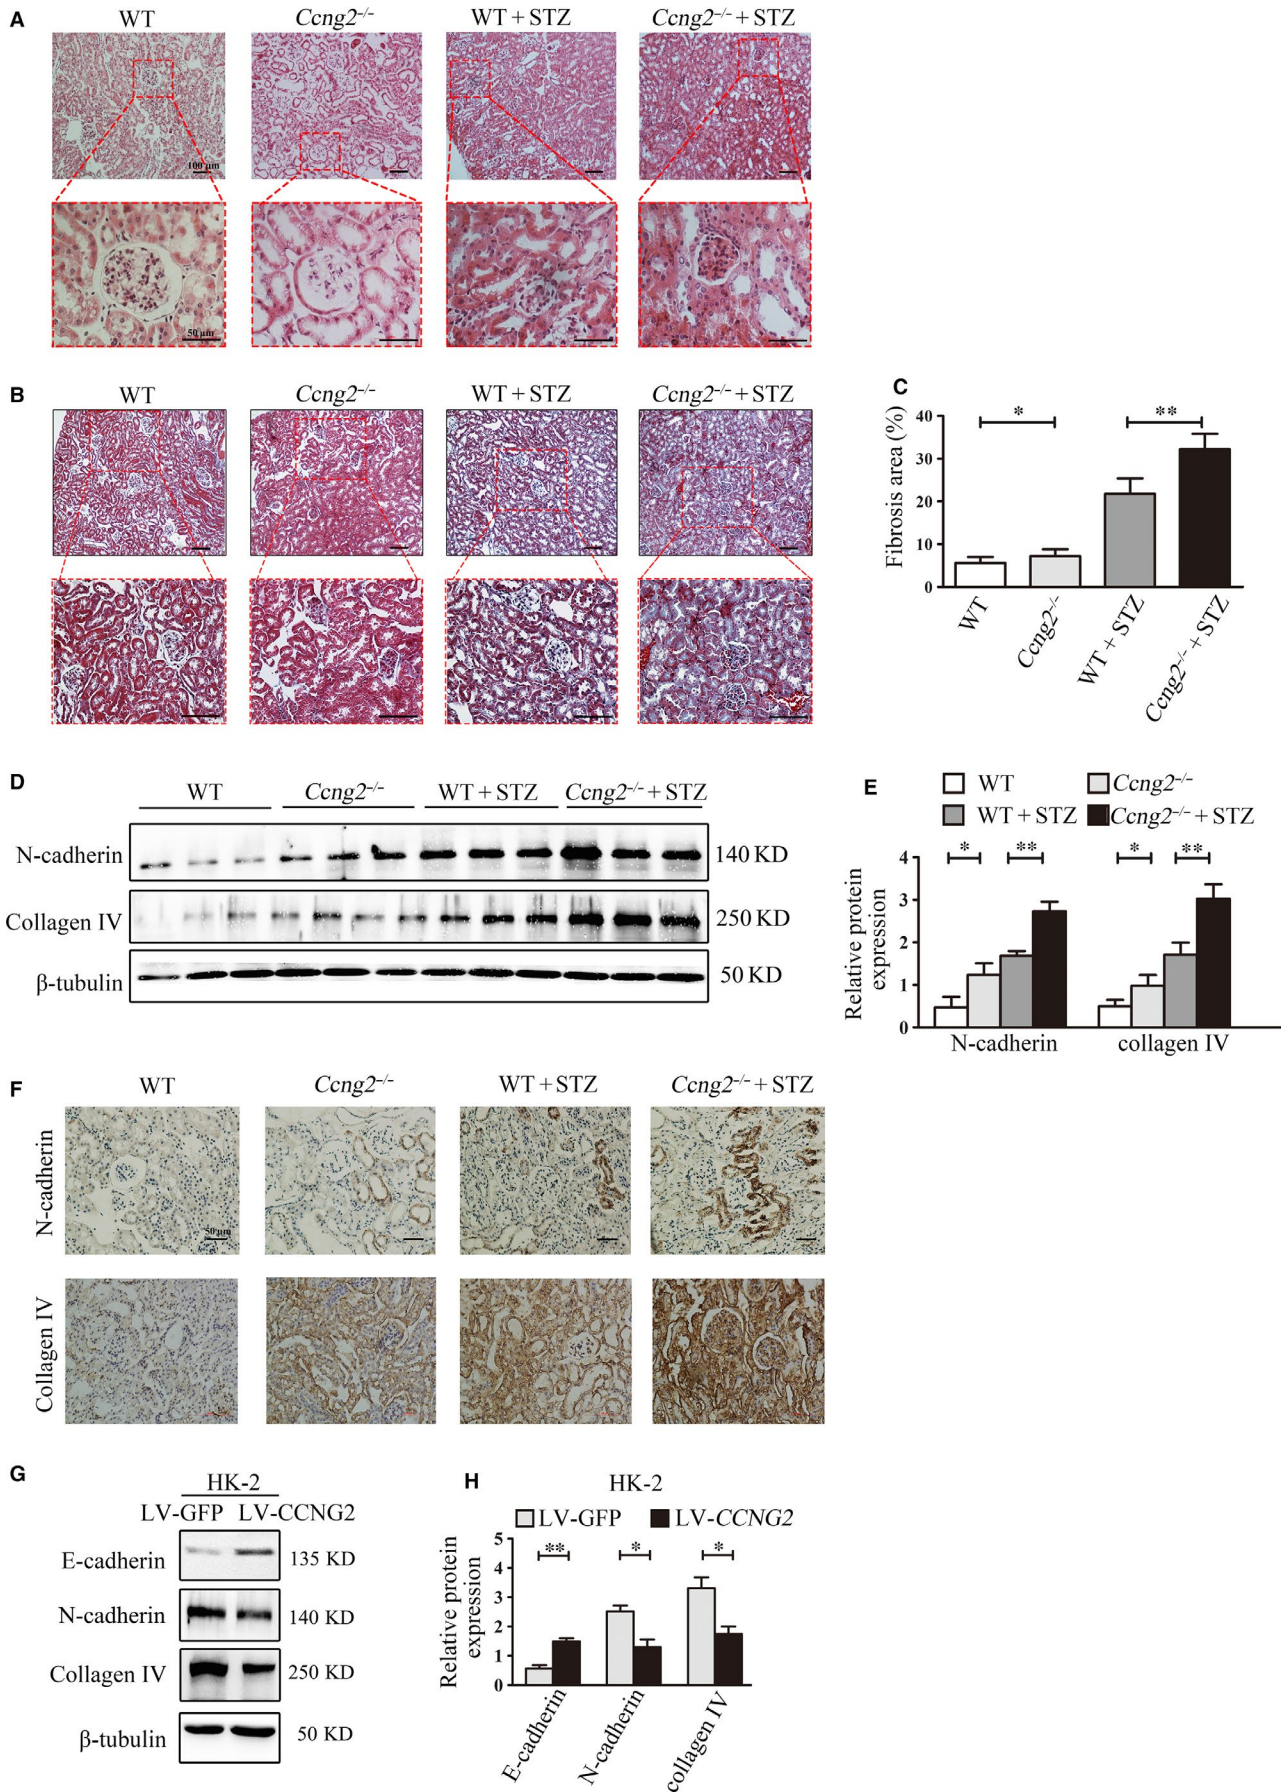 A
WT
Ccng2⁻/⁻
WT + STZ
Ccng2⁻/⁻ + STZ
100 µm
50 µm
B
WT
Ccng2⁻/⁻
WT + STZ
Ccng2⁻/⁻ + STZ
C
Fibrosis area (%)
40
30
20
10
0
*
**
WT
Ccng2⁻/⁻
WT + STZ
Ccng2⁻/⁻ + STZ
D
WT
Ccng2⁻/⁻
WT + STZ
Ccng2⁻/⁻ + STZ
N-cadherin
140 KD
Collagen IV
250 KD
β-tubulin
50 KD
E
WT
Ccng2⁻/⁻
WT + STZ
Ccng2⁻/⁻ + STZ
Relative protein
expression
4
3
2
1
0
*
**
*
**
N-cadherin
collagen IV
F
WT
Ccng2⁻/⁻
WT + STZ
Ccng2⁻/⁻ + STZ
N-cadherin
50 µm
Collagen IV
G
HK-2
LV-GFP LV-CCNG2
E-cadherin
135 KD
N-cadherin
140 KD
Collagen IV
250 KD
β-tubulin
50 KD
H
HK-2
LV-GFP
LV-CCNG2
Relative protein
expression
5
4
3
2
1
0
**
*
*
E-cadherin
N-cadherin
collagen IV